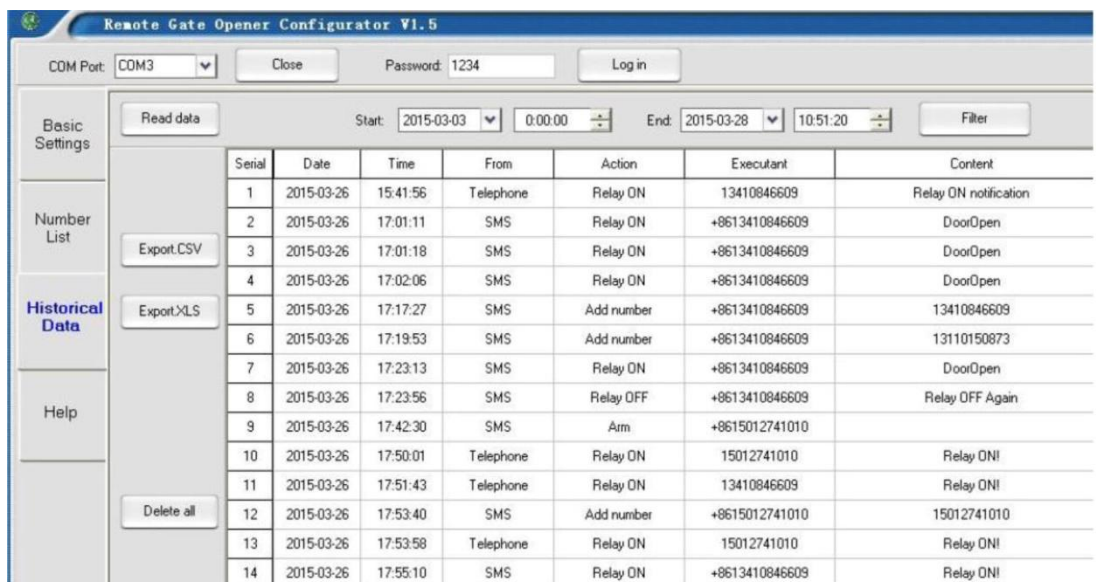 Remote Gate Opener Configurator V1.5
COM Port: COM3 Close Password: 1234 Log in
Basic Settings
Number List
Historical Data
Help
Read data Start: 2015-03-03 0:00:00 End: 2015-03-28 10:51:20 Filter
Export.CSV
Export.XLS
Delete all
Serial Date Time From Action Executant Content
1 2015-03-26 15:41:56 Telephone Relay ON 13410846609 Relay ON notification
2 2015-03-26 17:01:11 SMS Relay ON +8613410846609 DoorOpen
3 2015-03-26 17:01:18 SMS Relay ON +8613410846609 DoorOpen
4 2015-03-26 17:02:06 SMS Relay ON +8613410846609 DoorOpen
5 2015-03-26 17:17:27 SMS Add number +8613410846609 13410846609
6 2015-03-26 17:19:53 SMS Add number +8613410846609 13110150873
7 2015-03-26 17:23:13 SMS Relay ON +8613410846609 DoorOpen
8 2015-03-26 17:23:56 SMS Relay OFF +8613410846609 Relay OFF Again
9 2015-03-26 17:42:30 SMS Arm +8615012741010
10 2015-03-26 17:50:01 Telephone Relay ON 15012741010 Relay ON!
11 2015-03-26 17:51:43 Telephone Relay ON 13410846609 Relay ON!
12 2015-03-26 17:53:40 SMS Add number +8615012741010 15012741010
13 2015-03-26 17:53:58 Telephone Relay ON 15012741010 Relay ON!
14 2015-03-26 17:55:10 SMS Relay ON +8613410846609 Relay ON!